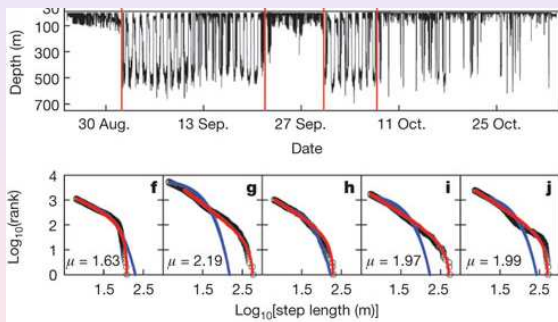 30
100
300
500
700
Depth (m)
30 Aug.
13 Sep.
27 Sep.
11 Oct.
25 Oct.
Date
4
3
2
1
0
Log10(rank)
f
g
h
i
j
μ = 1.63
μ = 2.19
μ = 1.97
μ = 1.99
1.5 2.5
1.5 2.5
1.5 2.5
1.5 2.5
1.5 2.5
Log10[step length (m)]